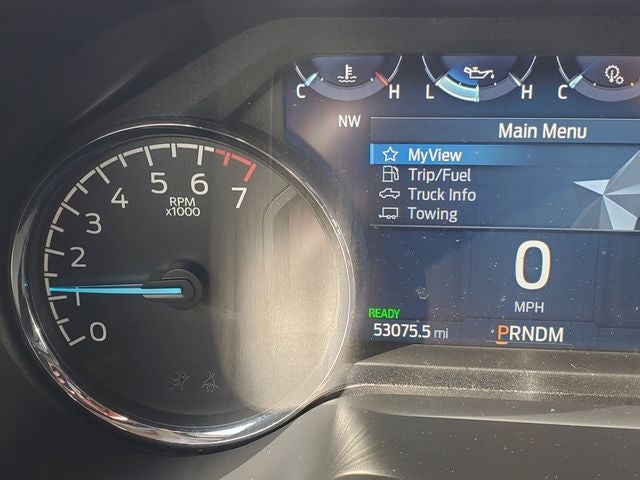 C H L H C
NW
Main Menu
MyView
Trip/Fuel
Truck Info
Towing
0 1 2 3 4 5 6 7
RPM
x1000
0
MPH
READY
53075.5 mi
PRNDM